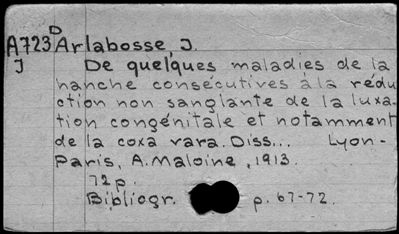 D
A723 Arlabosse, J.
J De quelques maladies de la
hanche consécutives à la rédu
ction non sanglante de la luxa-
tion congénitale et notamment
de la coxa vara. Diss... Lyon-
Paris, A. Maloine, 1913.
72 p.
Bibliogr. p. 67-72.